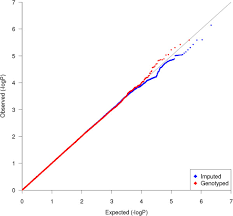 7
6
5
4
3
2
1
0
Observed (-logP)
Imputed
Genotyped
0 1 2 3 4 5 6 7
Expected (-logP)